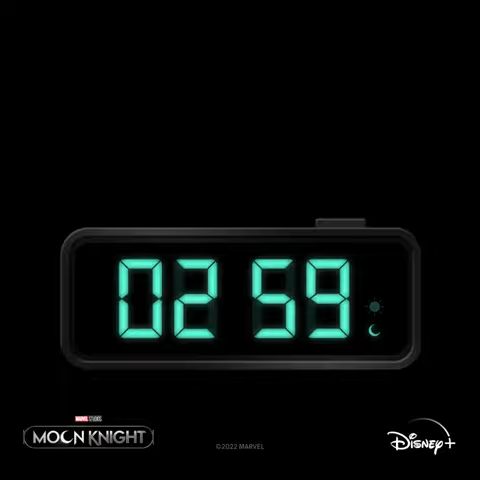 02 59
MARVEL STUDIOS
MOON KNIGHT
©2022 MARVEL
Disney+